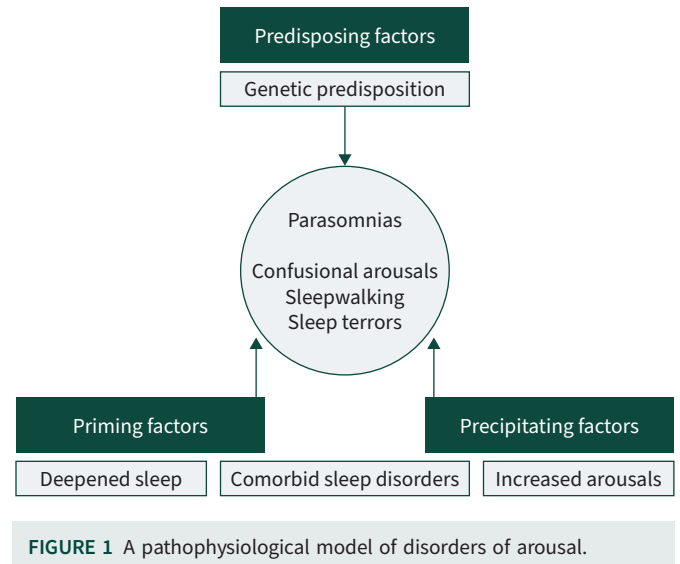 Predisposing factors
Genetic predisposition
Parasomnias
Confusional arousals
Sleepwalking
Sleep terrors
Priming factors
Precipitating factors
Deepened sleep
Comorbid sleep disorders
Increased arousals
FIGURE 1 A pathophysiological model of disorders of arousal.